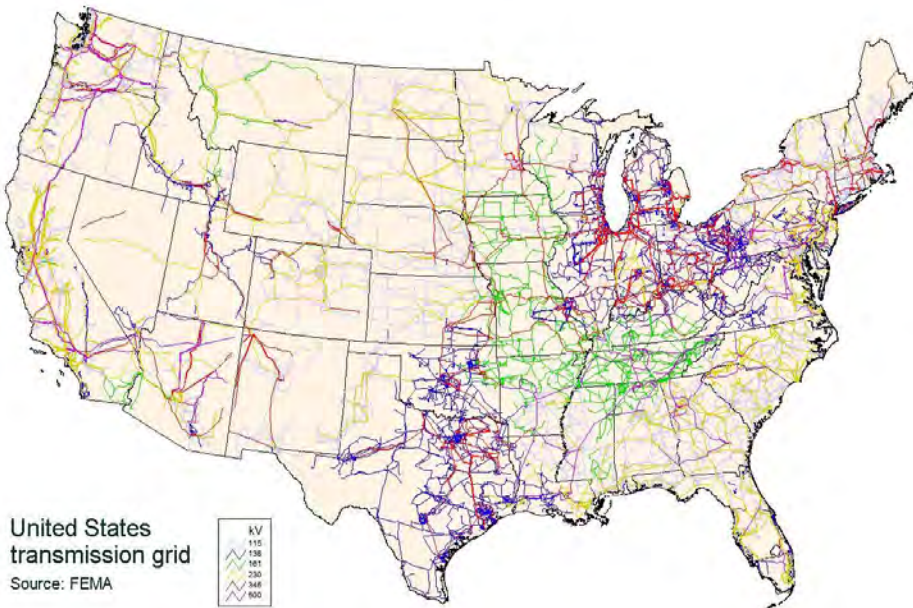 United States
transmission grid
Source: FEMA
kV
115
138
161
230
345
500